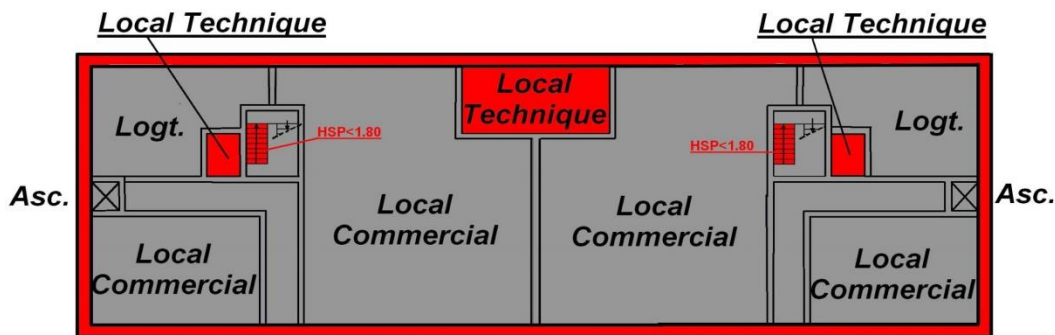 Local Technique
Local Technique
Local
Technique
Logt.
HSP<1.80
HSP<1.80
Logt.
Asc.
Asc.
Local
Commercial
Local
Commercial
Local
Commercial
Local
Commercial